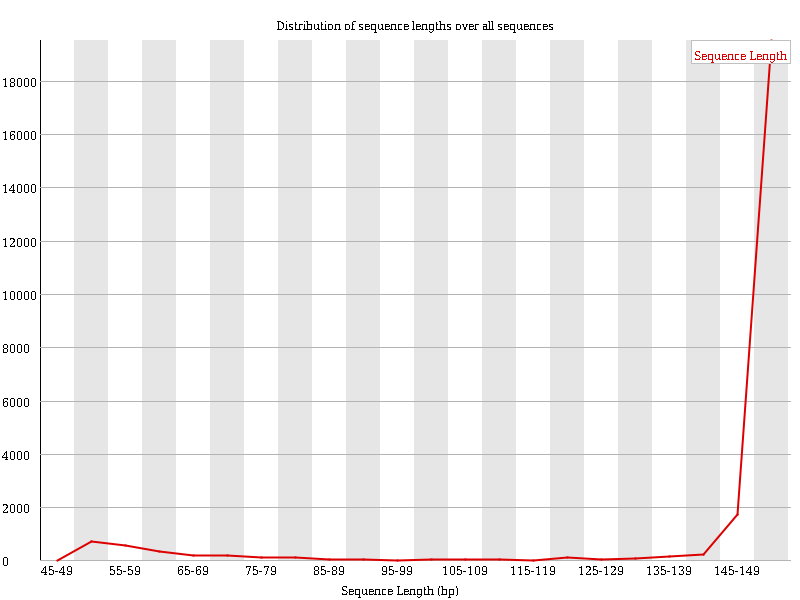 Distribution of sequence lengths over all sequences
Sequence Length
18000
16000
14000
12000
10000
8000
6000
4000
2000
0
45-49 55-59 65-69 75-79 85-89 95-99 105-109 115-119 125-129 135-139 145-149
Sequence Length (bp)